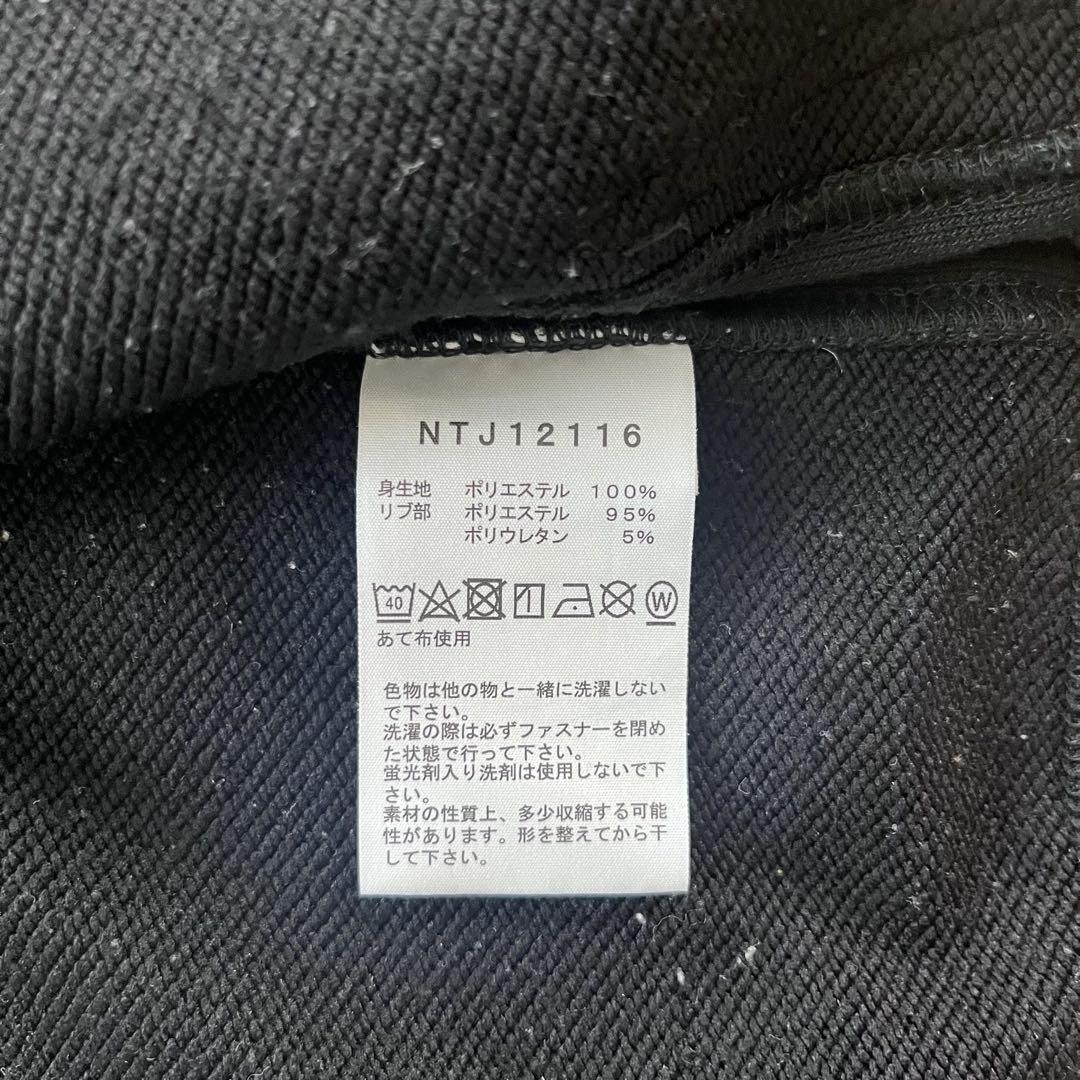 NTJ12116
身生地 ポリエステル 100%
リブ部 ポリエステル 95%
ポリウレタン 5%
40 W
あて布使用
色物は他の物と一緒に洗濯しない
で下さい。
洗濯の際は必ずファスナーを閉め
た状態で行って下さい。
蛍光剤入り洗剤は使用しないで下
さい。
素材の性質上、多少収縮する可能
性があります。形を整えてから干
して下さい。